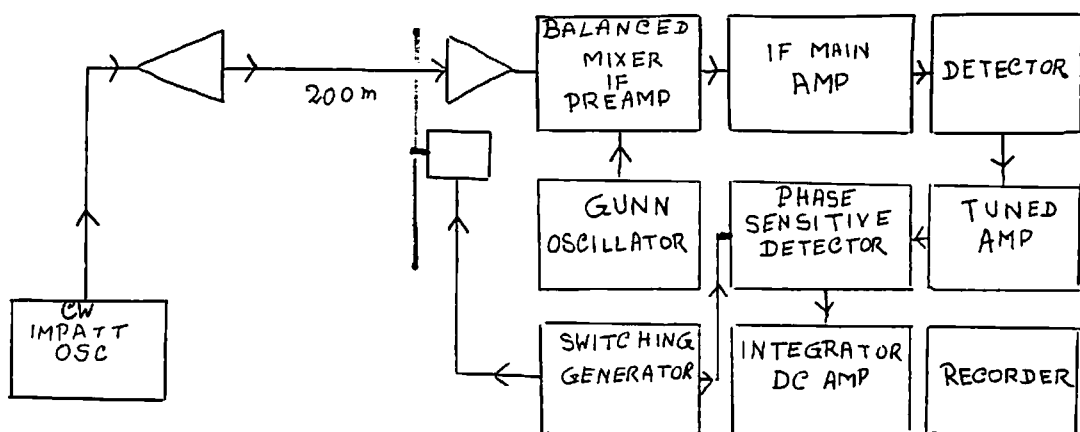 BALANCED
MIXER
IF
PREAMP
IF MAIN
AMP
DETECTOR
200m
GUNN
OSCILLATOR
PHASE
SENSITIVE
DETECTOR
TUNED
AMP
CW
IMPATT
OSC
SWITCHING
GENERATOR
INTEGRATOR
DC AMP
RECORDER